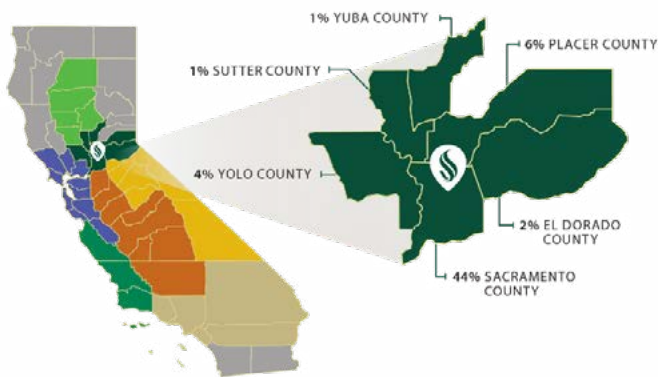 1% YUBA COUNTY
6% PLACER COUNTY
1% SUTTER COUNTY
4% YOLO COUNTY
2% EL DORADO
COUNTY
44% SACRAMENTO
COUNTY